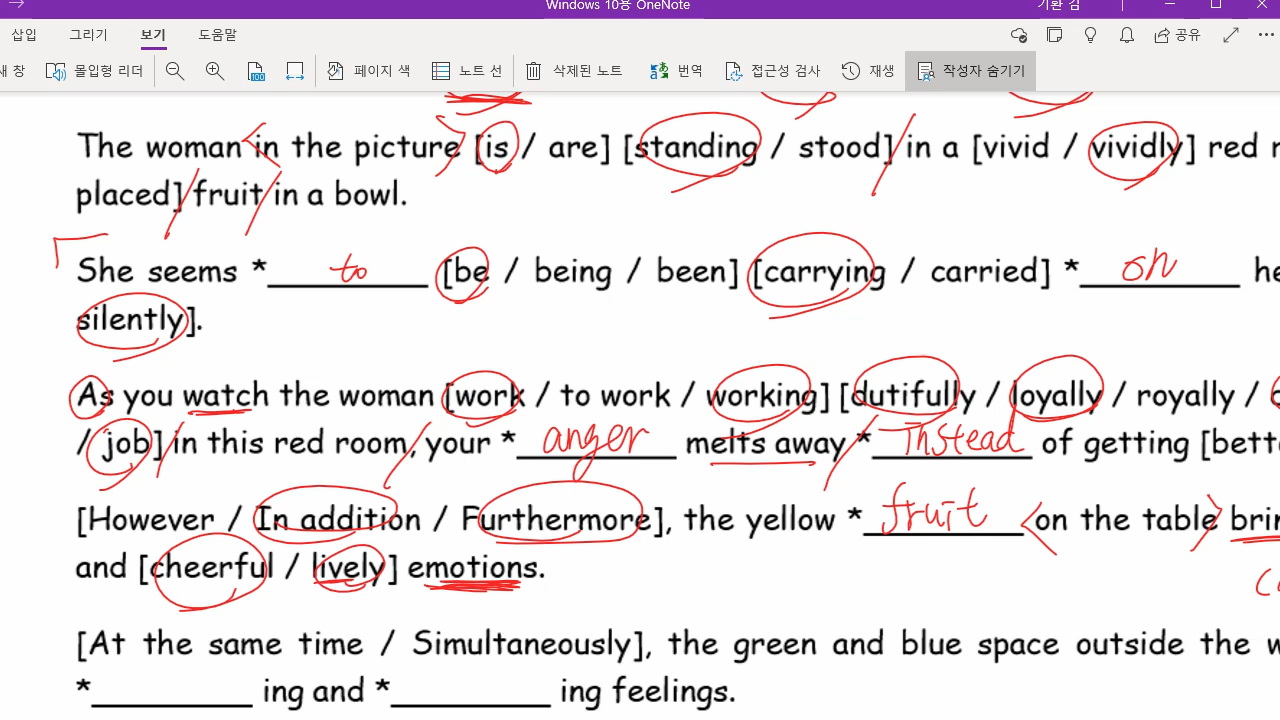 Windows 10용 OneNote
기환 김
삽입 그리기 보기 도움말 공유
새 창 몰입형 리더 페이지 색 노트 선 삭제된 노트 번역 접근성 검사 재생 작성자 숨기기
The woman in the picture [is / are] [standing / stood] in a [vivid / vividly] red
placed] fruit in a bowl.
She seems * to [be / being / been] [carrying / carried] * on he
silently].
As you watch the woman [work / to work / working] [dutifully / loyally / royally /
/ job] in this red room, your * anger melts away * instead of getting [bett
[However / In addition / Furthermore], the yellow * fruit on the table brin
and [cheerful / lively] emotions.
[At the same time / Simultaneously], the green and blue space outside the w
*__________ ing and *__________ ing feelings.